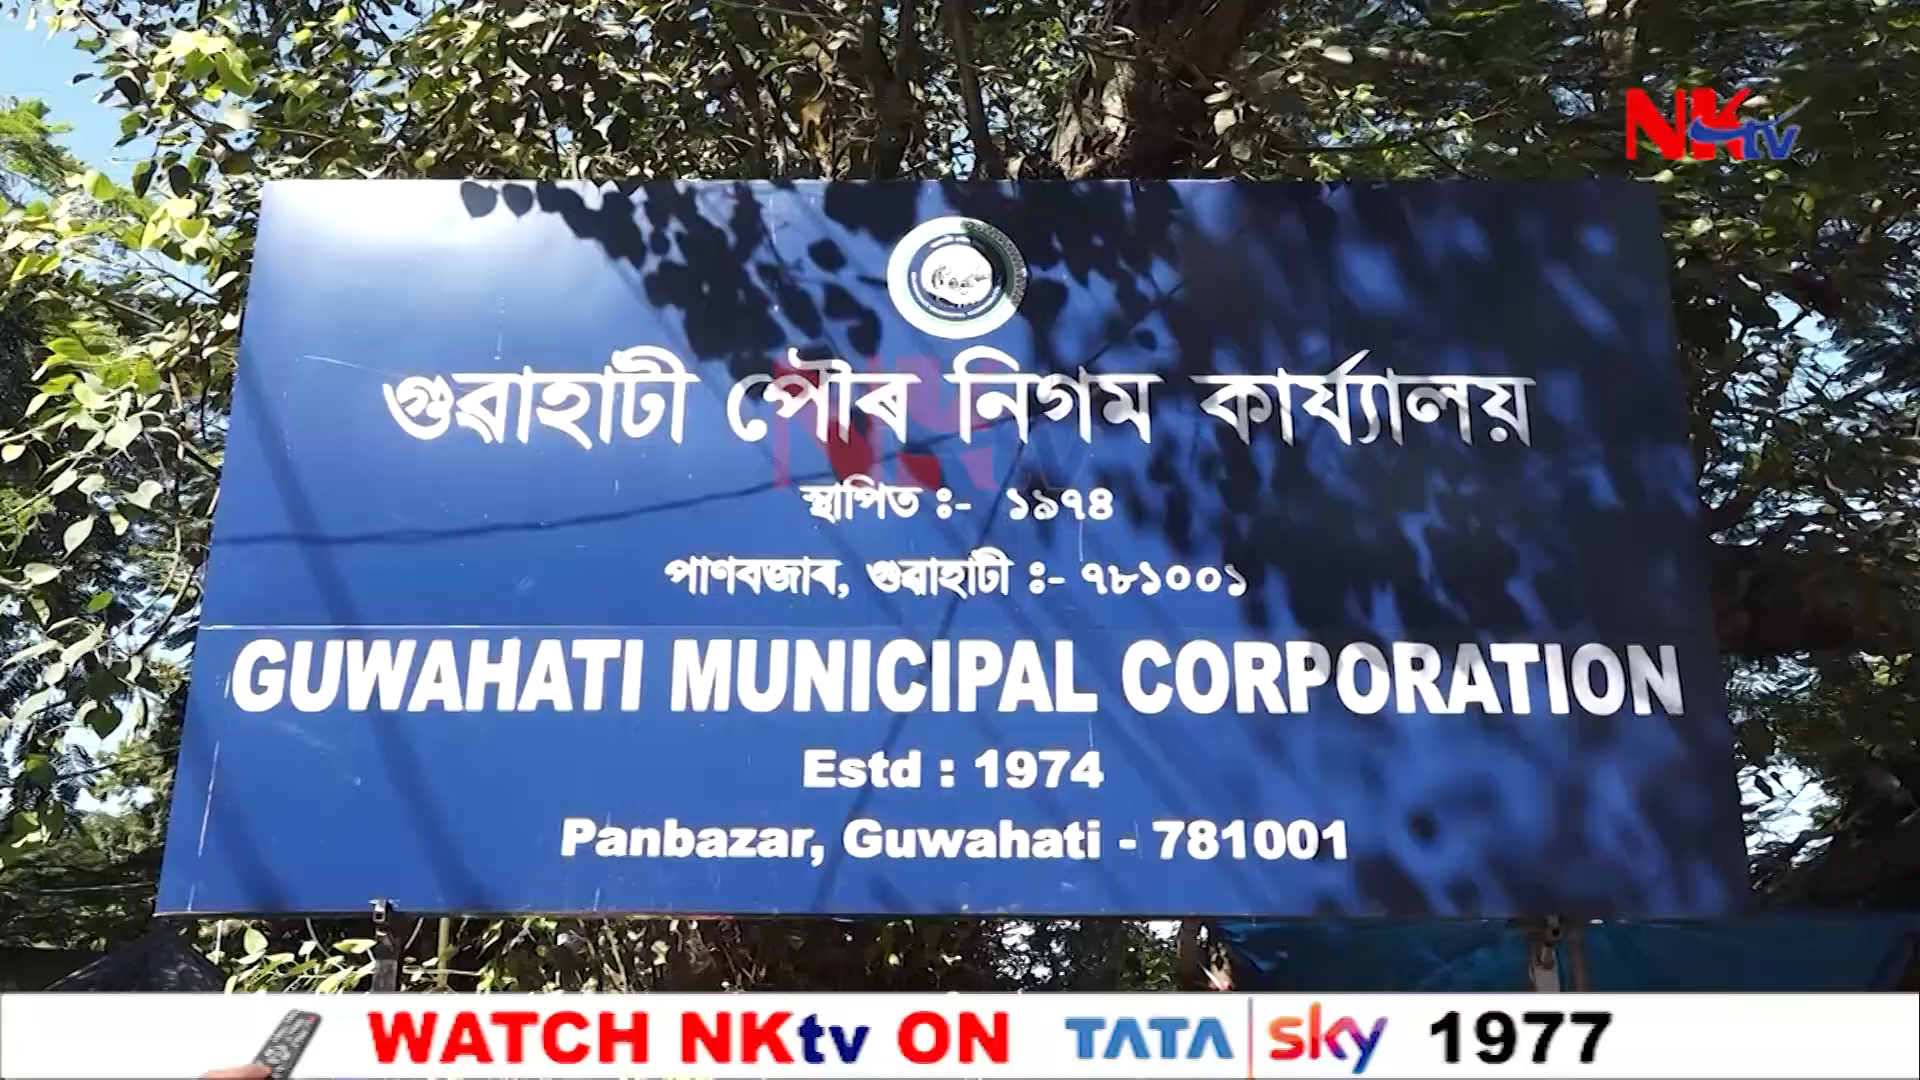 NKtv
গুৱাহাটী পৌৰ নিগম কাৰ্য্যালয়
স্থাপিত :- ১৯৭৪
পাণবজাৰ, গুৱাহাটী :- ৭৮১০০১
GUWAHATI MUNICIPAL CORPORATION
Estd : 1974
Panbazar, Guwahati - 781001
WATCH NKtv ON TATA sky 1977